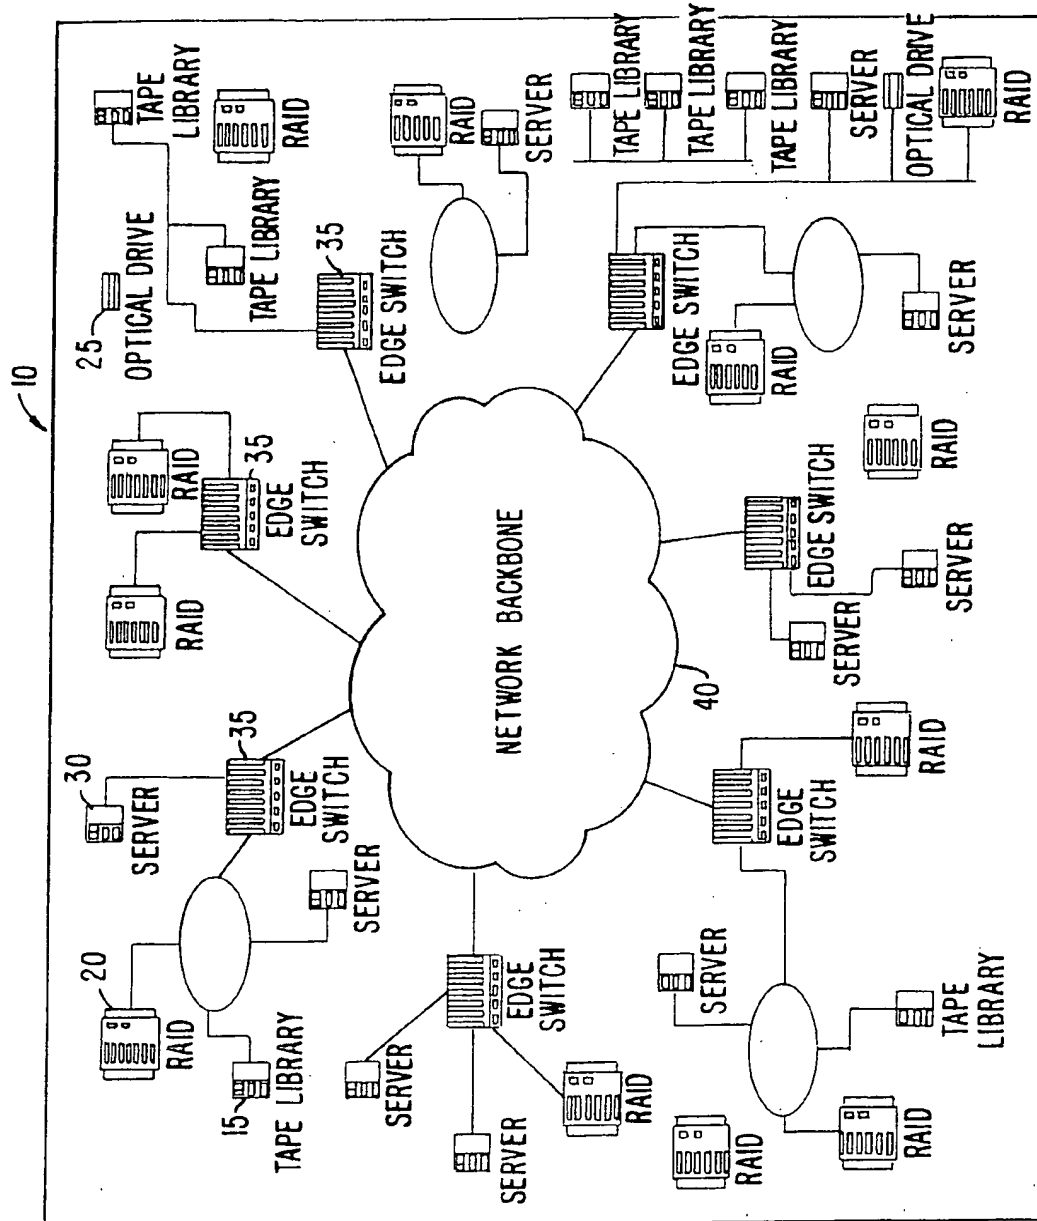 10
30
20
25
SERVER
OPTICAL DRIVE
TAPE
LIBRARY
RAID
RAID
RAID
15
35
35
TAPE LIBRARY
RAID
TAPE LIBRARY
EDGE
SWITCH
EDGE
SWITCH
35
SERVER
EDGE SWITCH
SERVER
RAID
SERVER
EDGE
SWITCH
NETWORK BACKBONE
SERVER
RAID
TAPE LIBRARY
EDGE SWITCH
TAPE LIBRARY
SERVER
40
RAID
RAID
EDGE
SWITCH
EDGE SWITCH
TAPE LIBRARY
SERVER
SERVER
RAID
TAPE
LIBRARY
RAID
SERVER
RAID
SERVER
OPTICAL DRIVE
RAID